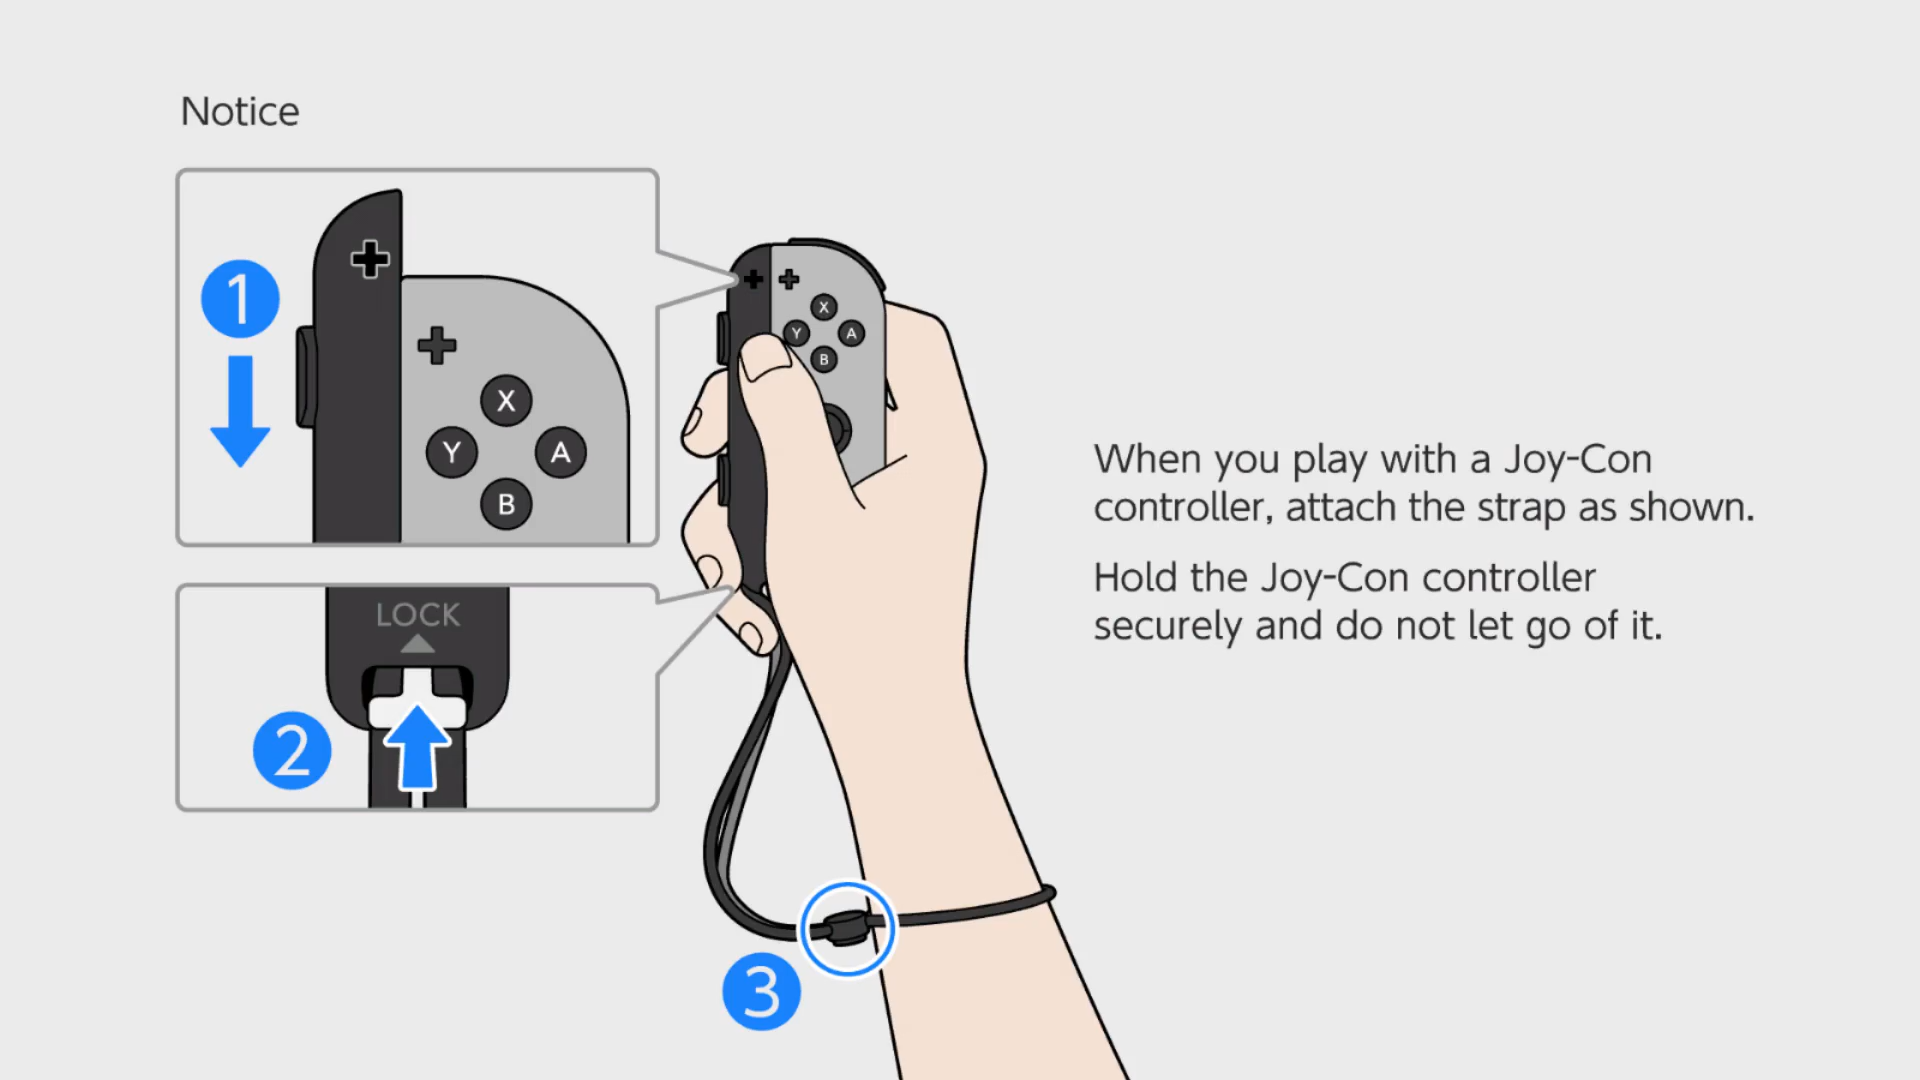 Notice
1
X
Y
A
B
X
Y
A
B
LOCK
2
3
When you play with a Joy-Con
controller, attach the strap as shown.
Hold the Joy-Con controller
securely and do not let go of it.